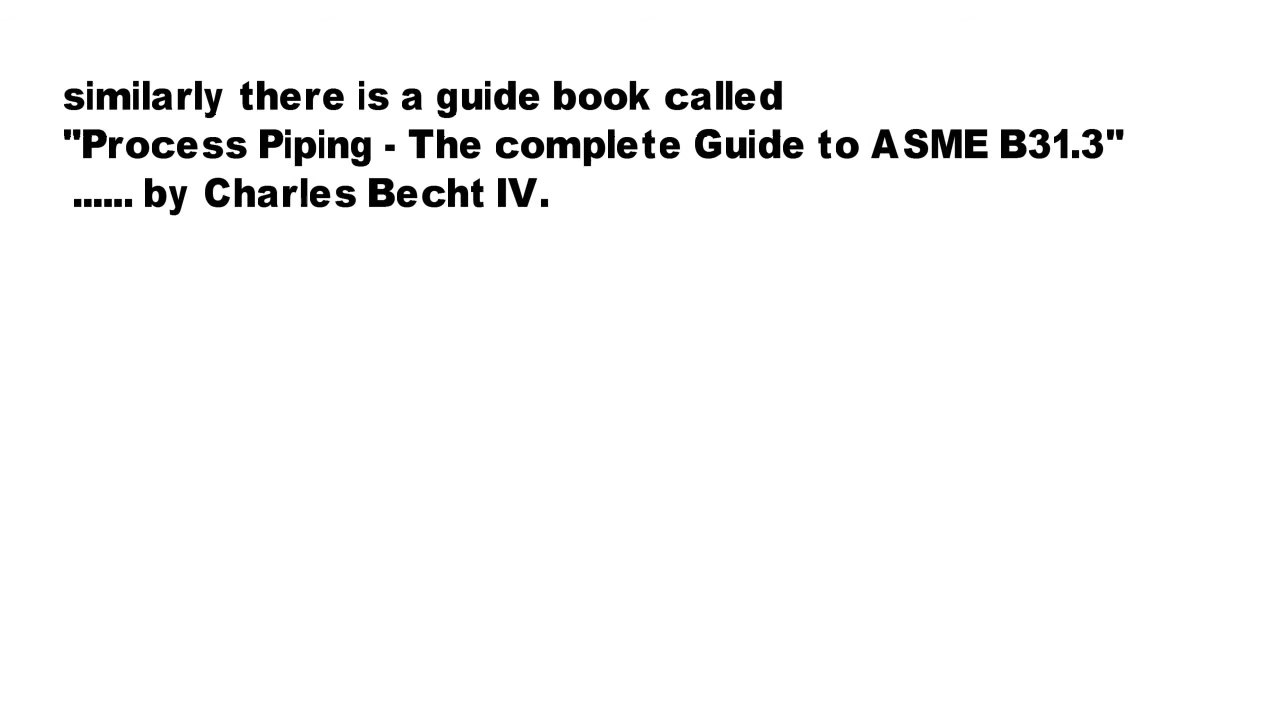 similarly there is a guide book called
"Process Piping - The complete Guide to ASME B31.3"
...... by Charles Becht IV.